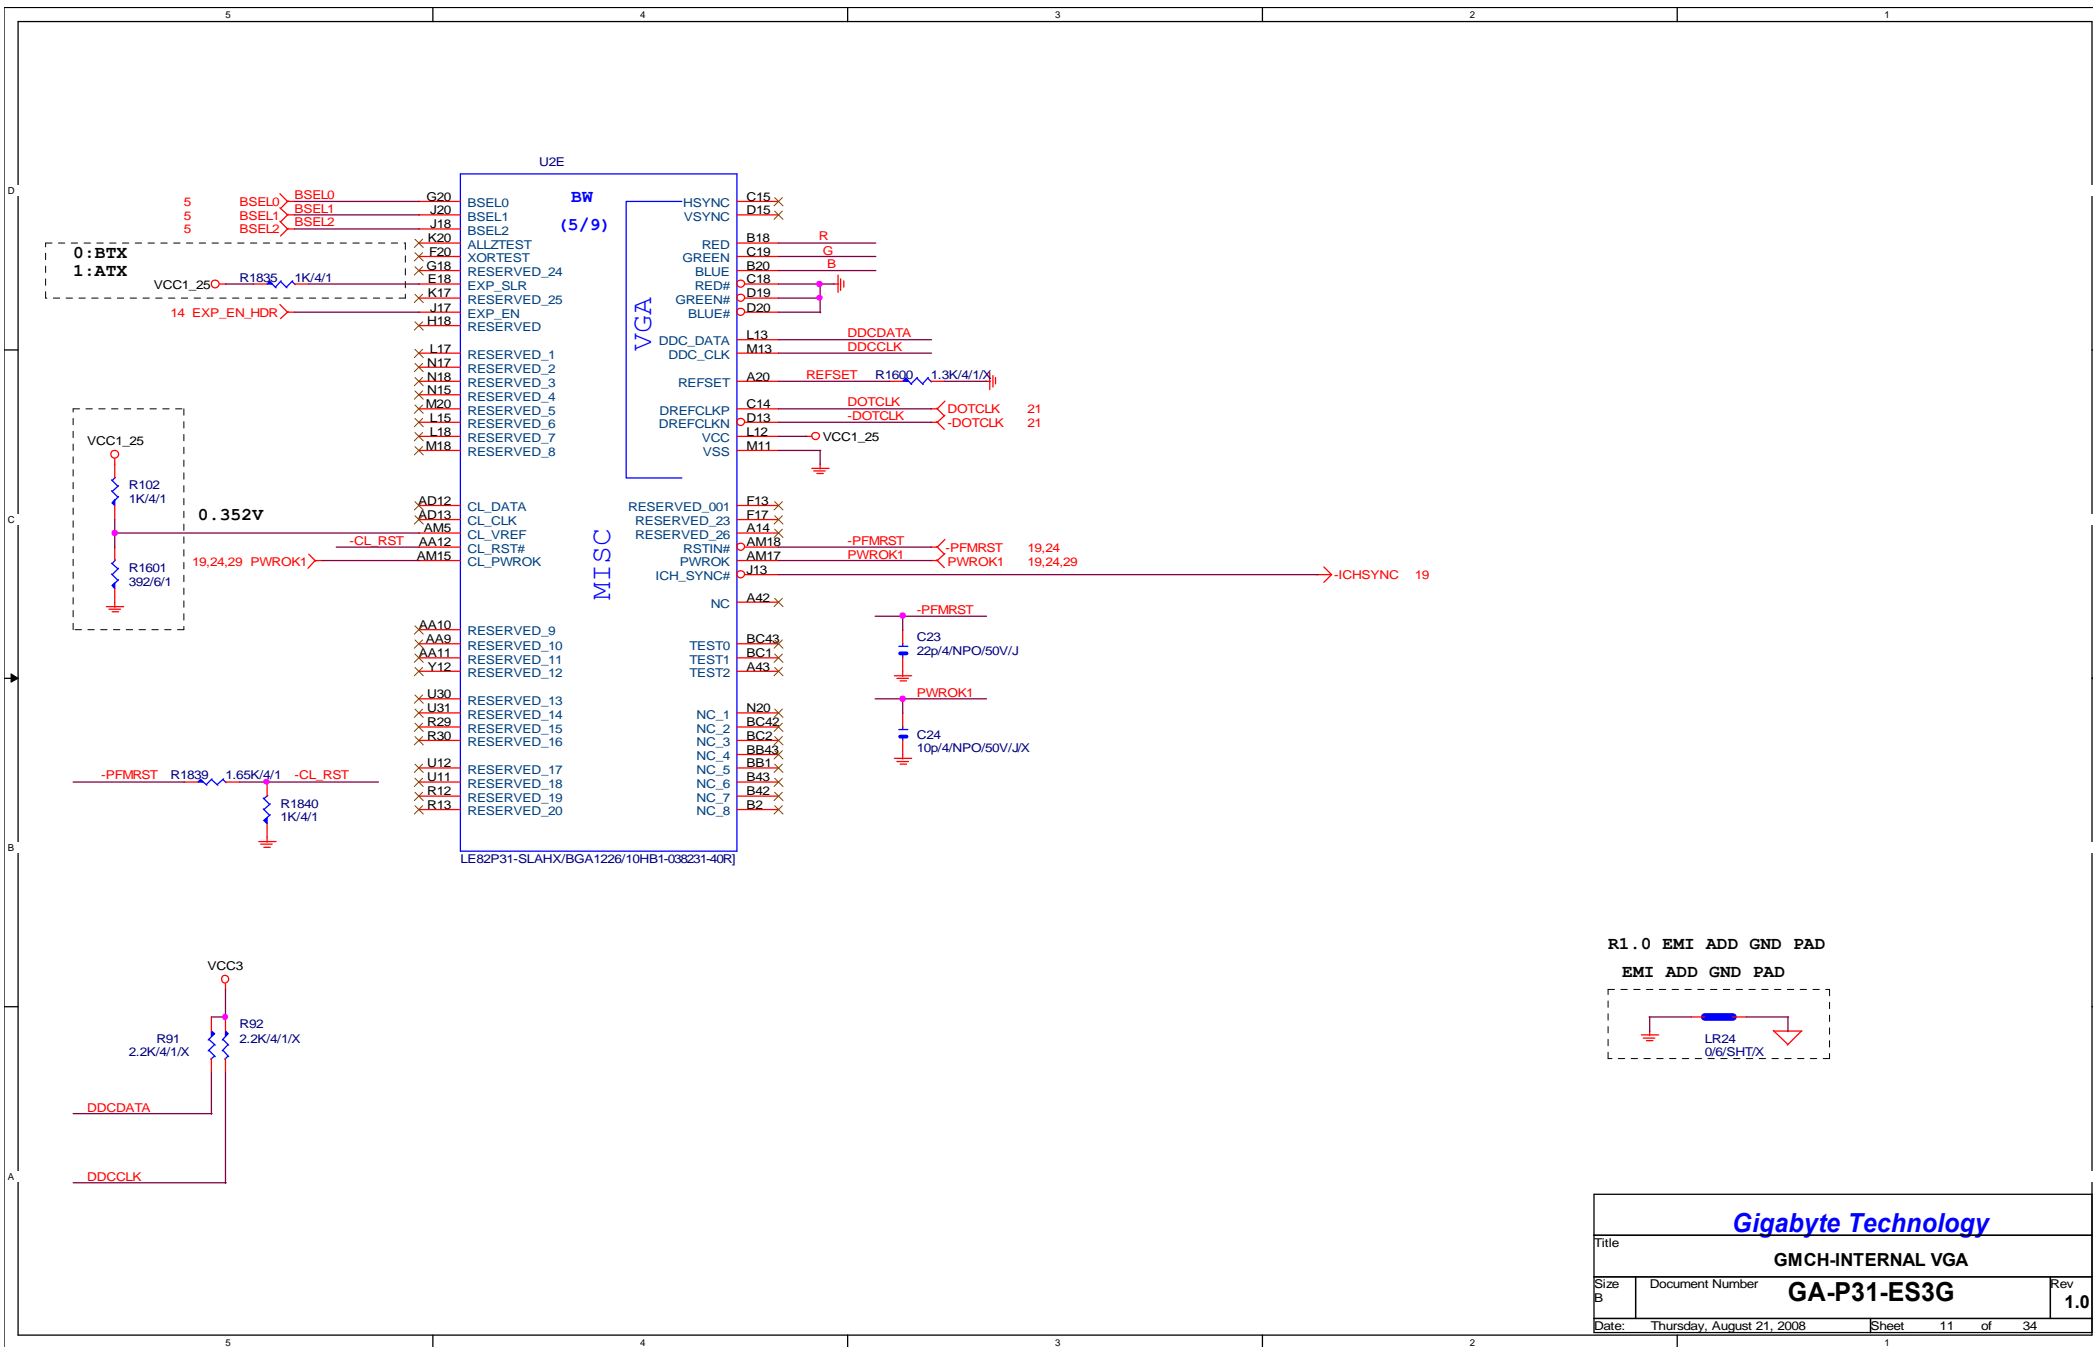 5 4 3 2 1
D
C
B
A
U2E
BW
(5/9)
VGA
MISC
5 BSEL0 BSEL0 G20 BSEL0
5 BSEL1 BSEL1 J20 BSEL1
5 BSEL2 BSEL2 J18 BSEL2
K20 ALLZTEST
F20 XORTEST
G18 RESERVED_24
0:BTX
1:ATX
VCC1_25 R1835 1K/4/1 E18 EXP_SLR
K17 RESERVED_25
14 EXP_EN_HDR J17 EXP_EN
H18 RESERVED
L17 RESERVED_1
N17 RESERVED_2
N18 RESERVED_3
N15 RESERVED_4
M20 RESERVED_5
L15 RESERVED_6
L18 RESERVED_7
M18 RESERVED_8
VCC1_25
R102
1K/4/1
0.352V
R1601
392/6/1
AD12 CL_DATA
AD13 CL_CLK
AM5 CL_VREF
-CL_RST AA12 CL_RST#
19,24,29 PWROK1 AM15 CL_PWROK
AA10 RESERVED_9
AA9 RESERVED_10
AA11 RESERVED_11
Y12 RESERVED_12
U30 RESERVED_13
U31 RESERVED_14
R29 RESERVED_15
R30 RESERVED_16
U12 RESERVED_17
U11 RESERVED_18
R12 RESERVED_19
R13 RESERVED_20
HSYNC C15
VSYNC D15
RED B18 R
GREEN C19 G
BLUE B20 B
RED# C18
GREEN# D19
BLUE# D20
DDC_DATA L13 DDCDATA
DDC_CLK M13 DDCCLK
REFSET A20 REFSET R1600 1.3K/4/1/X
DREFCLKP C14 DOTCLK DOTCLK 21
DREFCLKN D13 -DOTCLK -DOTCLK 21
VCC L12 VCC1_25
VSS M11
RESERVED_001 F13
RESERVED_23 F17
RESERVED_26 A14
RSTIN# AM18 -PFMRST -PFMRST 19,24
PWROK AM17 PWROK1 PWROK1 19,24,29
ICH_SYNC# J13 -ICHSYNC 19
NC A42
TEST0 BC43
TEST1 BC1
TEST2 A43
NC_1 N20
NC_2 BC42
NC_3 BC2
NC_4 BB43
NC_5 BB1
NC_6 B43
NC_7 B42
NC_8 B2
LE82P31-SLAHX/BGA1226/10HB1-038231-40R]
-PFMRST
C23
22p/4/NPO/50V/J
PWROK1
C24
10p/4/NPO/50V/J/X
-PFMRST R1839 1.65K/4/1 -CL_RST
R1840
1K/4/1
VCC3
R91
2.2K/4/1/X
R92
2.2K/4/1/X
DDCDATA
DDCCLK
R1.0 EMI ADD GND PAD
EMI ADD GND PAD
LR24
0/6/SHT/X
Gigabyte Technology
Title
GMCH-INTERNAL VGA
Size
B
Document Number
GA-P31-ES3G
Rev
1.0
Date: Thursday, August 21, 2008 Sheet 11 of 34
5 4 3 2 1